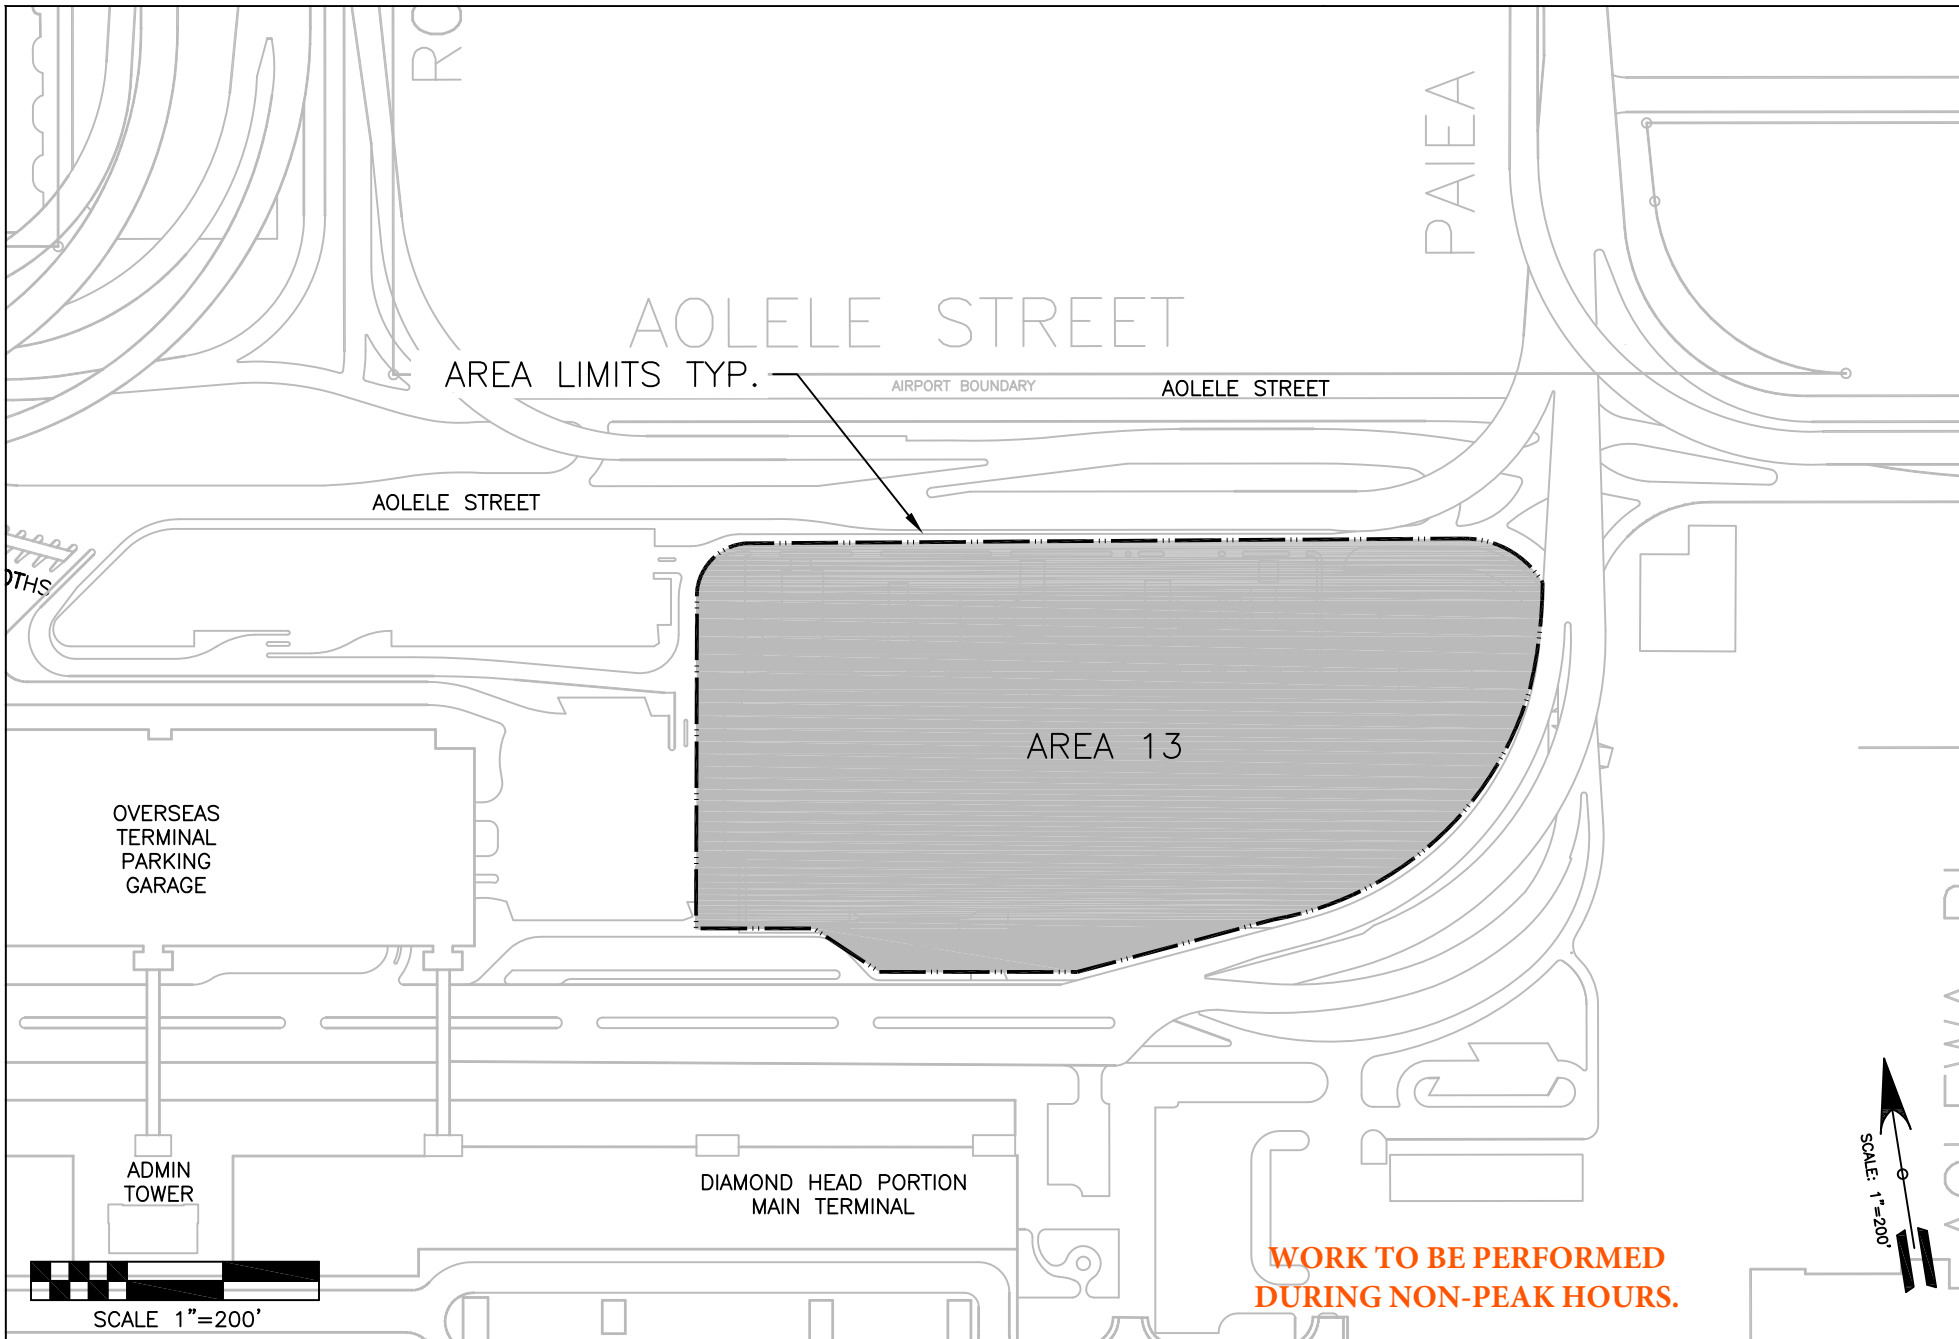 RO
PAIEA
AOLELE STREET
AREA LIMITS TYP.
AIRPORT BOUNDARY
AOLELE STREET
AOLELE STREET
OTHS
AREA 13
OVERSEAS
TERMINAL
PARKING
GARAGE
ADMIN
TOWER
DIAMOND HEAD PORTION
MAIN TERMINAL
SCALE: 1"=200'
WORK TO BE PERFORMED
DURING NON-PEAK HOURS.
SCALE 1"=200'